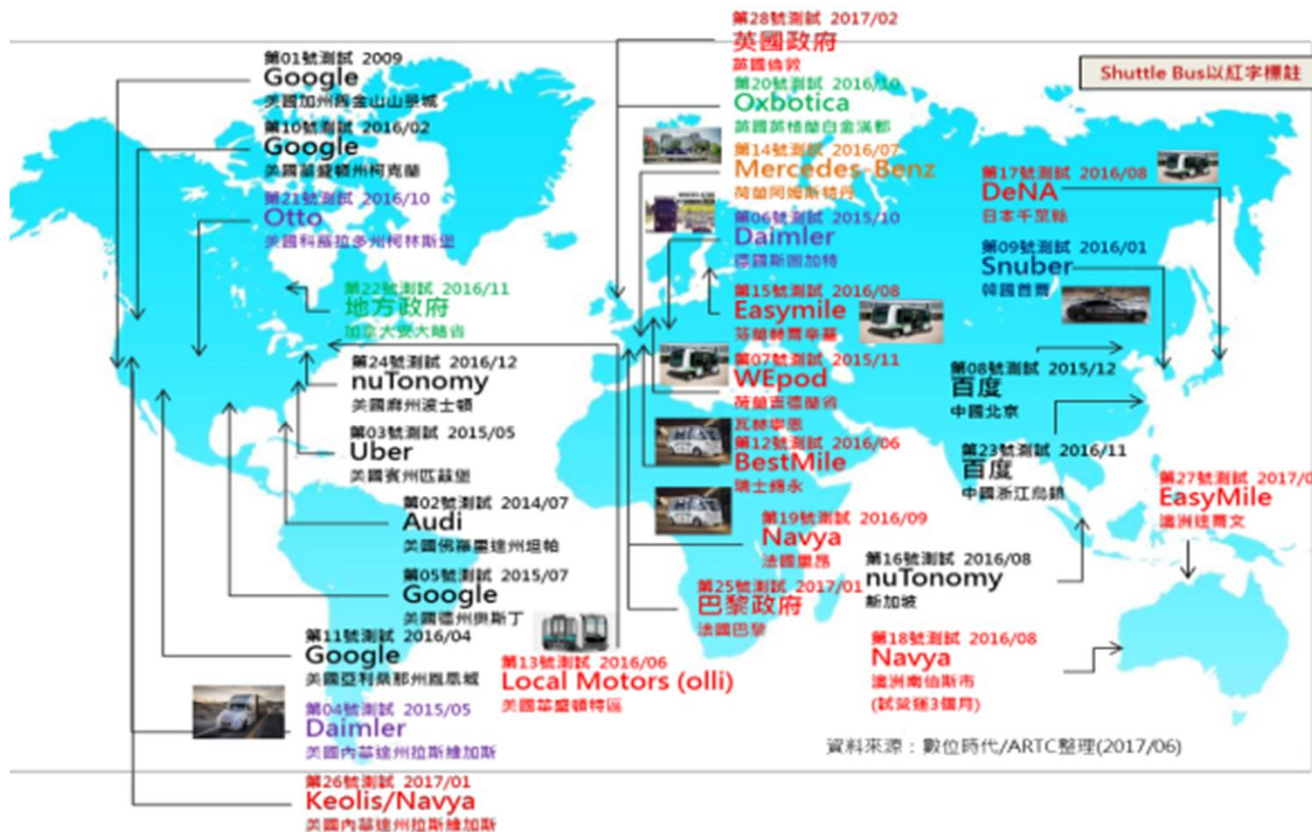 第01號測試 2009
Google
美國加州舊金山山景城
第10號測試 2016/02
Google
美國華盛頓州柯克蘭
第21號測試 2016/10
Otto
美國科羅拉多州柯林斯堡
第22號測試 2016/11
地方政府
加拿大安大略省
第24號測試 2016/12
nuTonomy
美國麻州波士頓
第03號測試 2015/05
Uber
美國賓州匹茲堡
第02號測試 2014/07
Audi
美國佛羅里達州坦帕
第05號測試 2015/07
Google
美國德州奧斯丁
第11號測試 2016/04
Google
美國亞利桑那州鳳凰城
第04號測試 2015/05
Daimler
美國內華達州拉斯維加斯
第26號測試 2017/01
Keolis/Navya
美國內華達州拉斯維加斯
第13號測試 2016/06
Local Motors (olli)
美國華盛頓特區
第28號測試 2017/02
英國政府
英國倫敦
第20號測試 2016/10
Oxbotica
英國英格蘭白金漢郡
第14號測試 2016/07
Mercedes-Benz
荷蘭阿姆斯特丹
第06號測試 2015/10
Daimler
德國斯圖加特
第15號測試 2016/08
Easymile
芬蘭赫爾辛基
第07號測試 2015/11
WEpod
荷蘭吉德蘭省
瓦赫寧恩
第12號測試 2016/06
BestMile
瑞士錫永
第19號測試 2016/09
Navya
法國里昂
第25號測試 2017/01
巴黎政府
法國巴黎
Shuttle Bus以紅字標註
第17號測試 2016/08
DeNA
日本千葉縣
第09號測試 2016/01
Snuber
韓國首爾
第08號測試 2015/12
百度
中國北京
第23號測試 2016/11
百度
中國浙江烏鎮
第27號測試
EasyMile
澳洲達爾文
第16號測試 2016/08
nuTonomy
新加坡
第18號測試 2016/08
Navya
澳洲南伯斯市
(試營運3個月)
資料來源：數位時代/ARTC整理(2017/06)